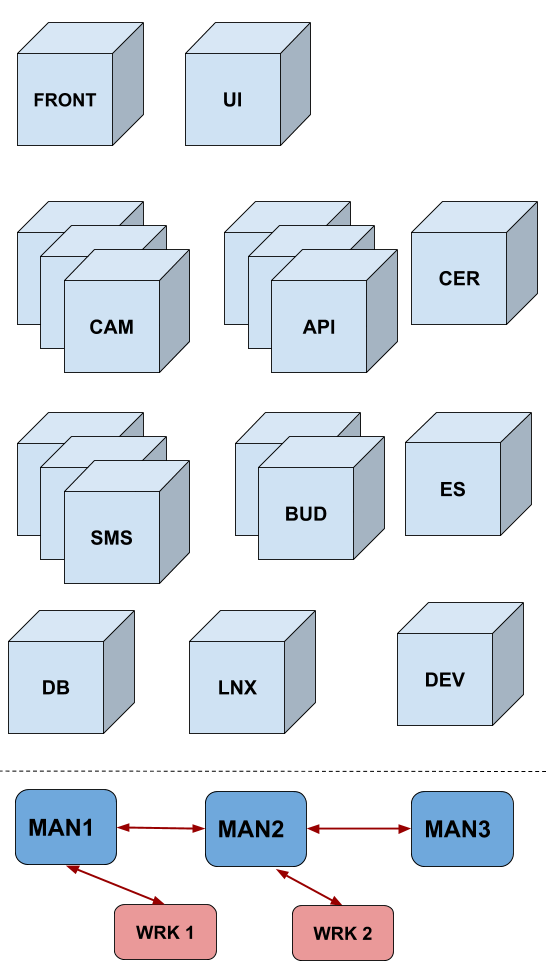 FRONT
UI
CAM
API
CER
SMS
BUD
ES
DB
LNX
DEV
MAN1
MAN2
MAN3
WRK 1
WRK 2